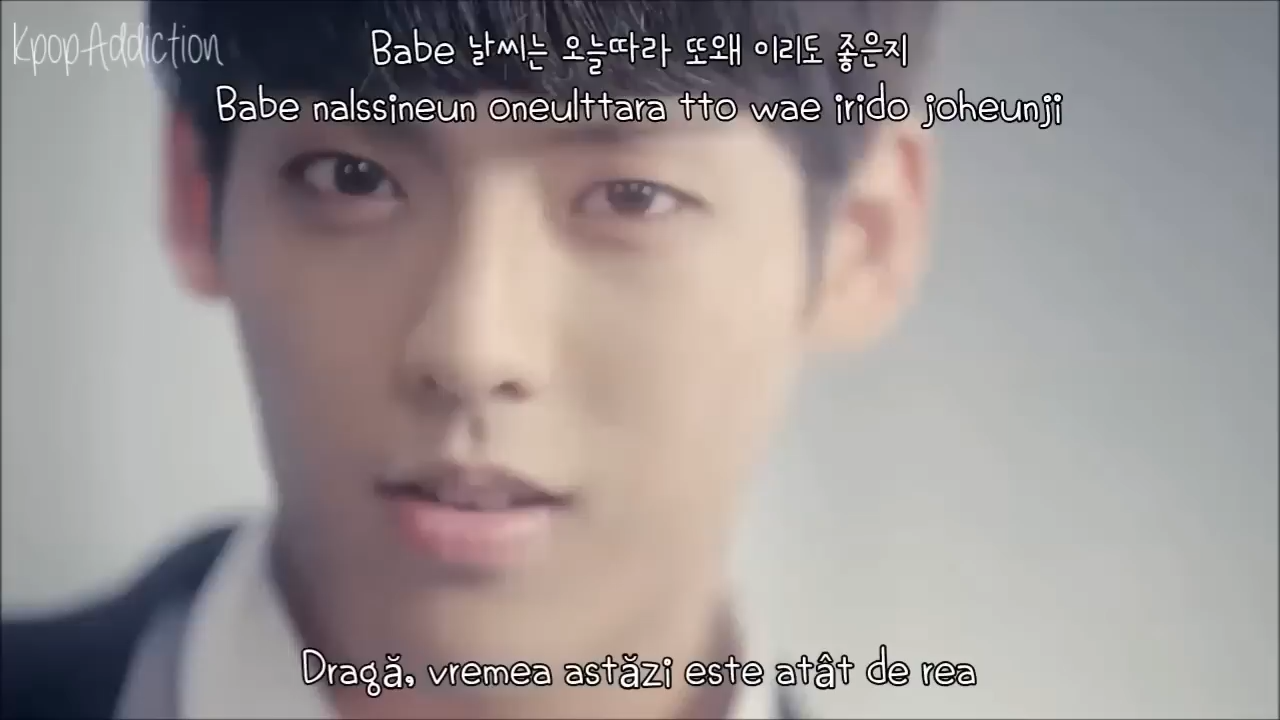 KpopAddiction
Babe 날씨는 오늘따라 또왜 이리도 좋은지
Babe nalssineun oneulttara tto wae irido joheunji
Dragă, vremea astăzi este atât de rea